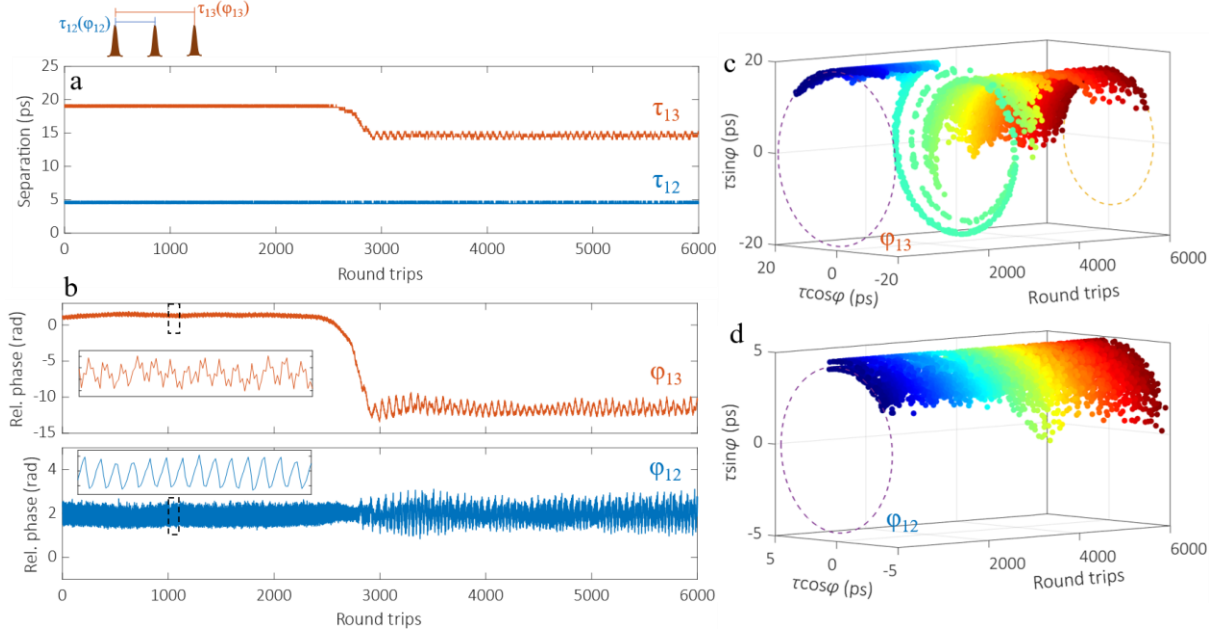 τ13(φ13)
τ12(φ12)
a
25
20
15
10
5
0
Separation (ps)
τ13
τ12
0 1000 2000 3000 4000 5000 6000
Round trips
b
0
-5
-10
-15
Rel. phase (rad)
φ13
4
2
0
Rel. phase (rad)
φ12
0 1000 2000 3000 4000 5000 6000
Round trips
c
20
0
-20
τsinφ (ps)
φ13
20 0 -20
τcosφ (ps)
2000 4000 6000
Round trips
d
5
0
-5
τsinφ (ps)
φ12
5 0 -5
τcosφ (ps)
2000 4000 6000
Round trips